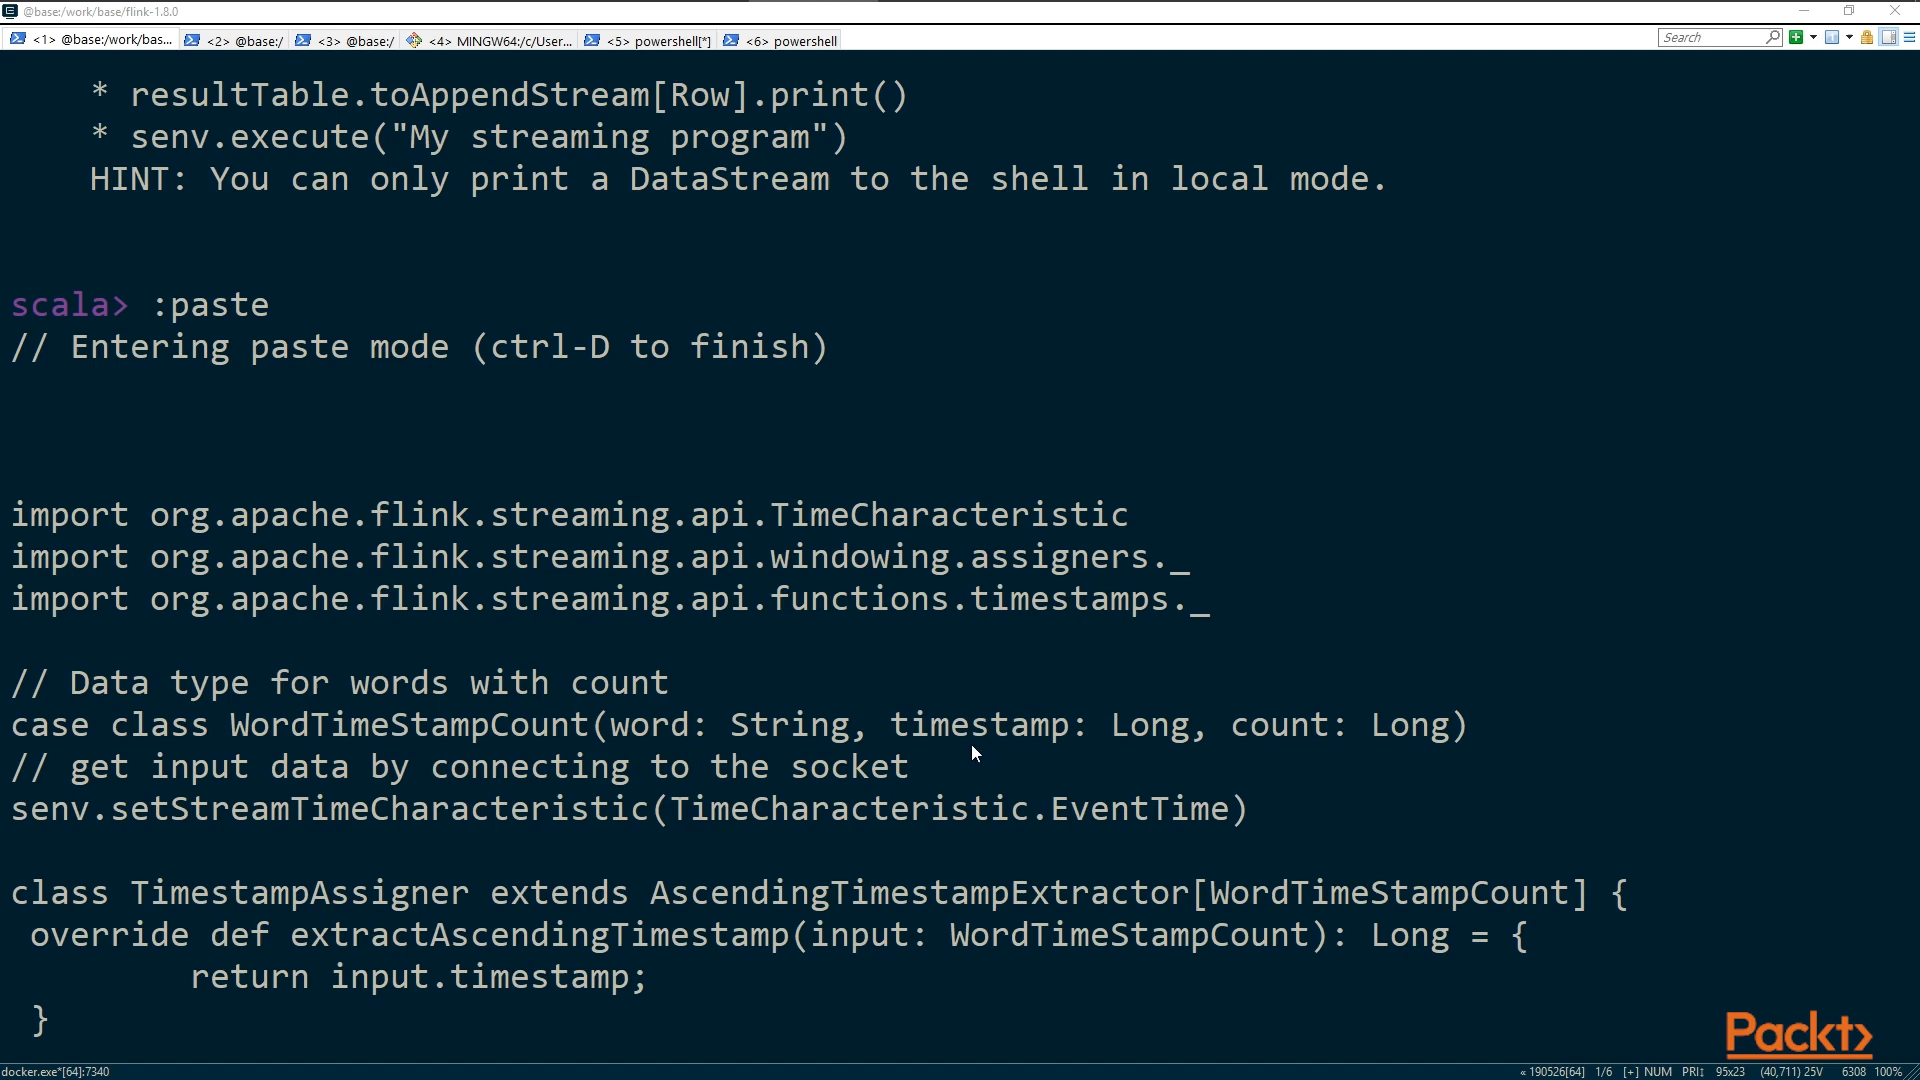 @base:/work/base/flink-1.8.0
<1> @base:/work/bas... <2> @base:/ <3> @base:/ <4> MINGW64:/c/User... <5> powershell[*] <6> powershell Search
* resultTable.toAppendStream[Row].print()
* senv.execute("My streaming program")
HINT: You can only print a DataStream to the shell in local mode.
scala> :paste
// Entering paste mode (ctrl-D to finish)
import org.apache.flink.streaming.api.TimeCharacteristic
import org.apache.flink.streaming.api.windowing.assigners._
import org.apache.flink.streaming.api.functions.timestamps._
// Data type for words with count
case class WordTimeStampCount(word: String, timestamp: Long, count: Long)
// get input data by connecting to the socket
senv.setStreamTimeCharacteristic(TimeCharacteristic.EventTime)
class TimestampAssigner extends AscendingTimestampExtractor[WordTimeStampCount] {
override def extractAscendingTimestamp(input: WordTimeStampCount): Long = {
return input.timestamp;
}
Packt>
docker.exe*[64]:7340 « 190526[64] 1/6 [+] NUM PRI↕ 95x23 (40,711) 25V 6308 100%